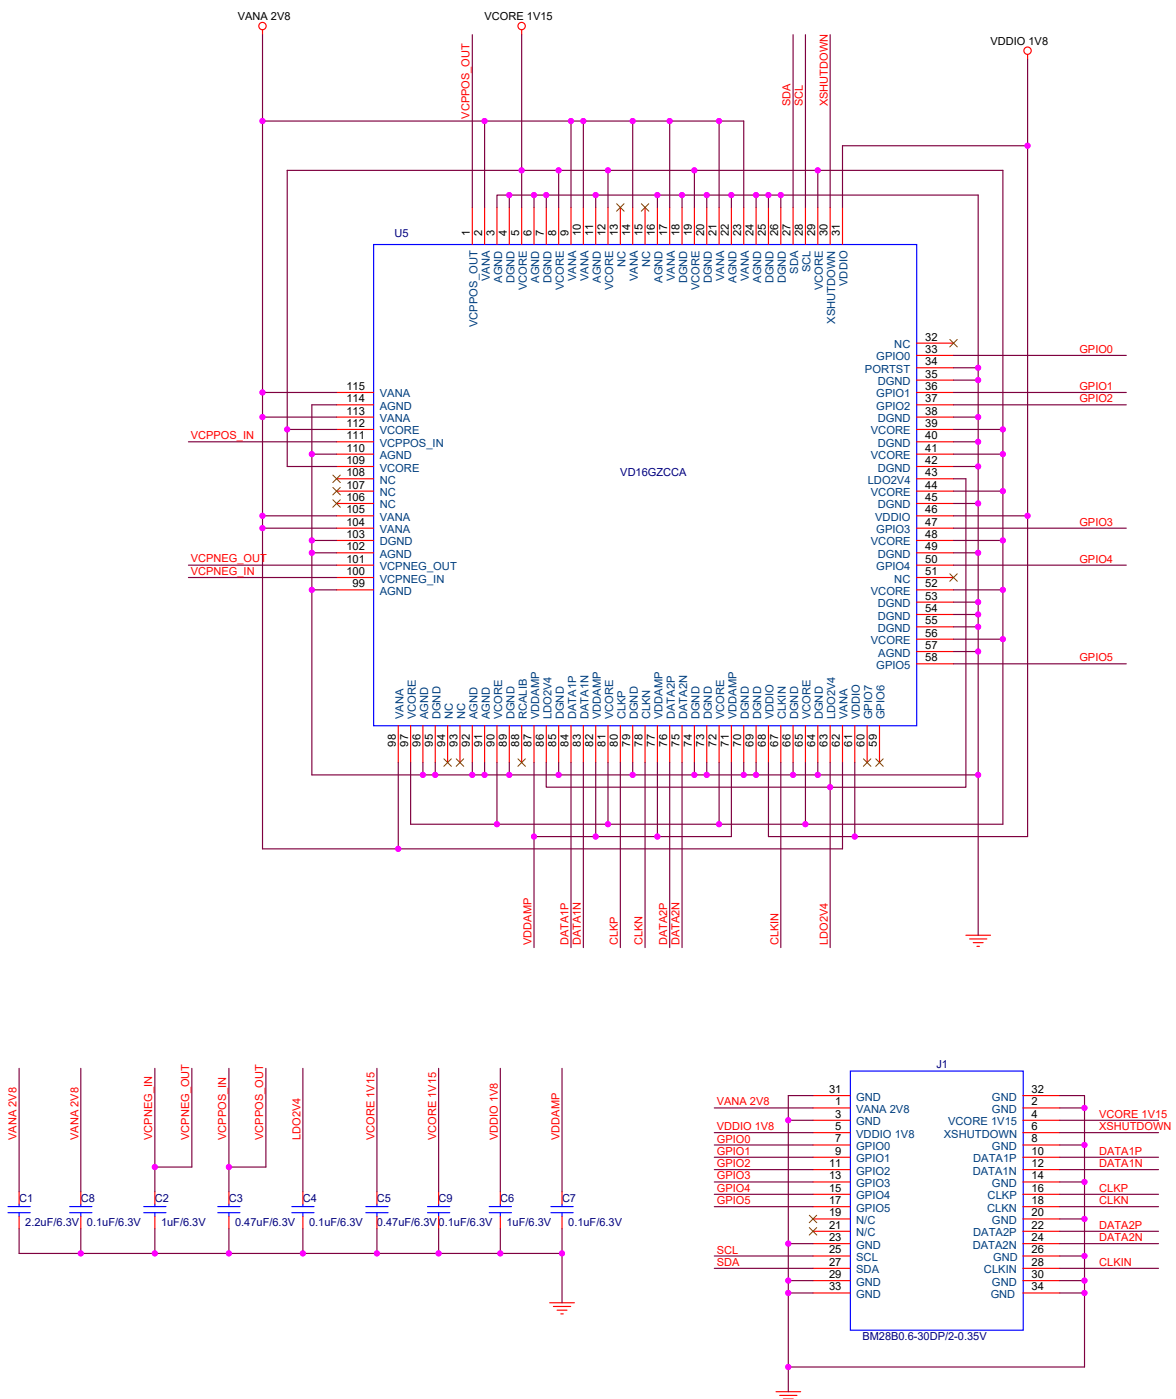 VANA 2V8
VCORE 1V15
VDDIO 1V8
VCPPOS_OUT
SDA
SCL
XSHUTDOWN
U5
1 2 3 4 5 6 7 8 9 10 11 12 13 14 15 16 17 18 19 20 21 22 23 24 25 26 27 28 29 30 31
VCPPOS_OUT VANA AGND DGND VCORE AGND DGND VCORE VANA VANA AGND VCORE NC VANA NC AGND VANA DGND VCORE DGND VANA AGND VANA AGND DGND DGND SDA SCL VCORE XSHUTDOWN VDDIO
NC 32
GPIO0 33 GPIO0
PORTST 34
DGND 35
GPIO1 36 GPIO1
GPIO2 37 GPIO2
DGND 38
VCORE 39
DGND 40
VCORE 41
DGND 42
LDO2V4 43
VCORE 44
DGND 45
VDDIO 46
GPIO3 47 GPIO3
VCORE 48
DGND 49
GPIO4 50 GPIO4
NC 51
VCORE 52
DGND 53
DGND 54
DGND 55
VCORE 56
AGND 57
GPIO5 58 GPIO5
115 VANA
114 AGND
113 VANA
112 VCORE
VCPPOS_IN 111 VCPPOS_IN
110 AGND
109 VCORE
108 NC
107 NC
106 NC
105 VANA
104 VANA
103 DGND
102 AGND
VCPNEG_OUT 101 VCPNEG_OUT
VCPNEG_IN 100 VCPNEG_IN
99 AGND
VD16GZCCA
VANA VCORE AGND DGND NC NC AGND AGND VCORE DGND RCALIB VDDAMP LDO2V4 DGND DATA1P DATA1N VDDAMP VCORE CLKP DGND CLKN VDDAMP DATA2P DATA2N DGND DGND VCORE VDDAMP DGND DGND VDDIO CLKIN DGND VCORE DGND LDO2V4 VANA VDDIO GPIO7 GPIO6
98 97 96 95 94 93 92 91 90 89 88 87 86 85 84 83 82 81 80 79 78 77 76 75 74 73 72 71 70 69 68 67 66 65 64 63 62 61 60 59
VDDAMP
DATA1P
DATA1N
CLKP
CLKN
DATA2P
DATA2N
CLKIN
LDO2V4
VANA 2V8
VANA 2V8
VCPNEG_IN
VCPNEG_OUT
VCPPOS_IN
VCPPOS_OUT
LDO2V4
VCORE 1V15
VCORE 1V15
VDDIO 1V8
VDDAMP
C1 C8 C2 C3 C4 C5 C9 C6 C7
2.2uF/6.3V 0.1uF/6.3V 1uF/6.3V 0.47uF/6.3V 0.1uF/6.3V 0.47uF/6.3V 0.1uF/6.3V 1uF/6.3V 0.1uF/6.3V
J1
31 GND GND 32
VANA 2V8 1 VANA 2V8 GND 2
3 GND VCORE 1V15 4 VCORE 1V15
VDDIO 1V8 5 VDDIO 1V8 XSHUTDOWN 6 XSHUTDOWN
GPIO0 7 GPIO0 GND 8
GPIO1 9 GPIO1 DATA1P 10 DATA1P
GPIO2 11 GPIO2 DATA1N 12 DATA1N
GPIO3 13 GPIO3 GND 14
GPIO4 15 GPIO4 CLKP 16 CLKP
GPIO5 17 GPIO5 CLKN 18 CLKN
19 N/C GND 20
21 N/C DATA2P 22 DATA2P
23 GND DATA2N 24 DATA2N
SCL 25 SCL GND 26
SDA 27 SDA CLKIN 28 CLKIN
29 GND GND 30
33 GND GND 34
BM28B0.6-30DP/2-0.35V